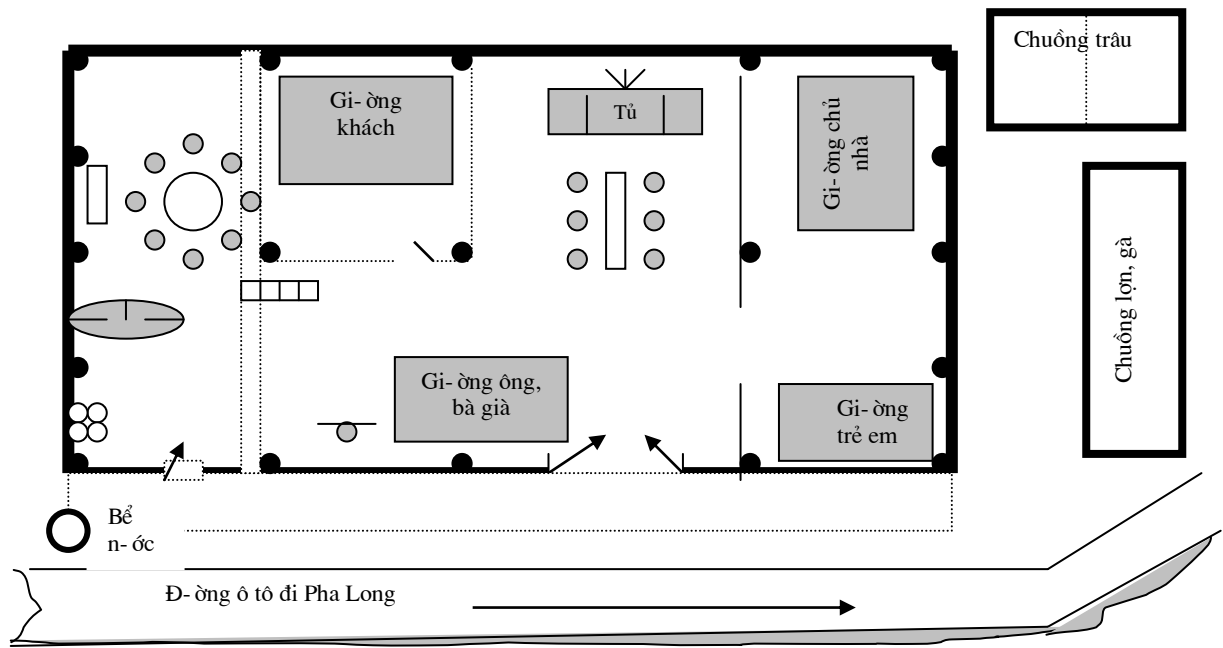 Chuồng trâu
Gi- ờng
khách
Tủ
Gi- ờng chủ
nhà
Chuồng lợn, gà
Gi- ờng ông,
bà già
Gi- ờng
trẻ em
Bể
n- ớc
Đ- ờng ô tô đi Pha Long